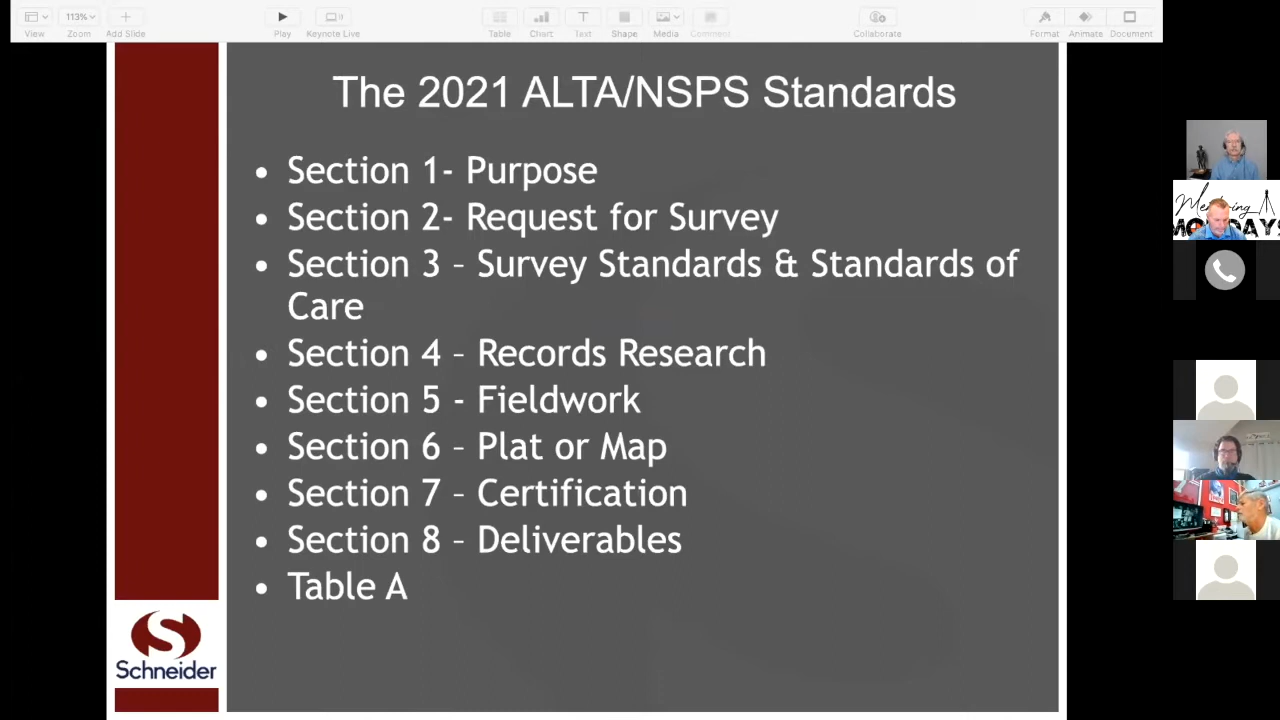 113%
View
Zoom
Add Slide
Play
Keynote Live
Table
Chart
Text
Shape
Media
Comment
Collaborate
Format
Animate
Document
The 2021 ALTA/NSPS Standards
• Section 1- Purpose
• Section 2- Request for Survey
• Section 3 – Survey Standards & Standards of
Care
• Section 4 – Records Research
• Section 5 - Fieldwork
• Section 6 – Plat or Map
• Section 7 – Certification
• Section 8 – Deliverables
• Table A
Schneider